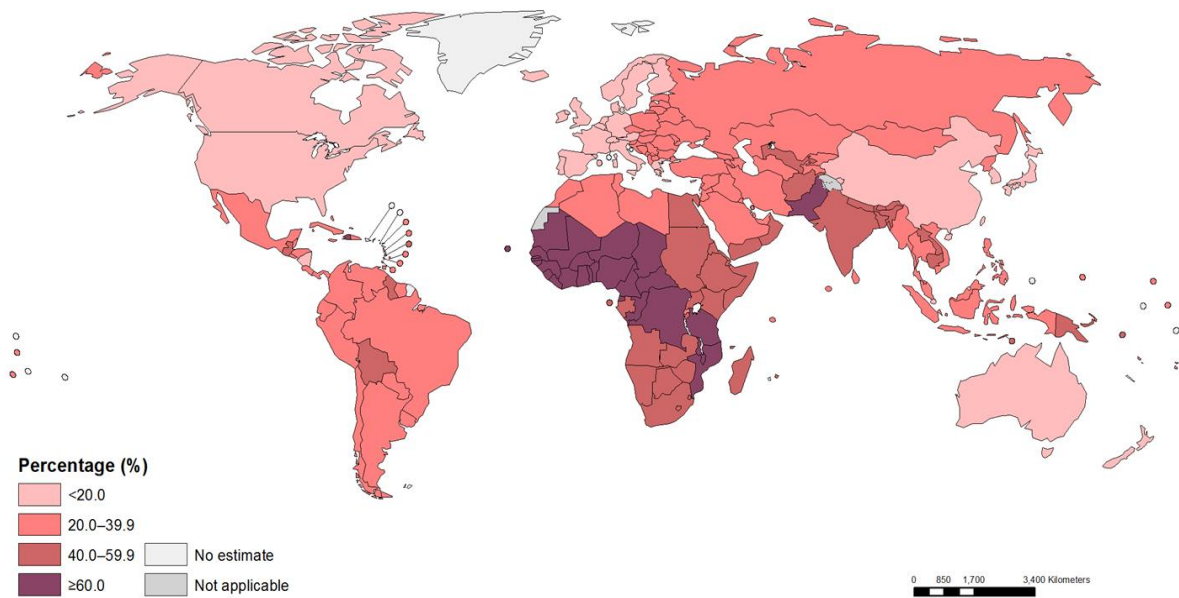 Percentage (%)
<20.0
20.0–39.9
40.0–59.9
≥60.0
No estimate
Not applicable
0 850 1,700 3,400 Kilometers